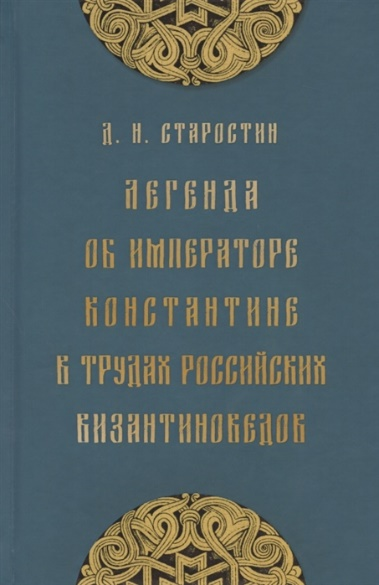 Д. Н. СТАРОСТИН
ЛЕГЕНДА
ОБ ИМПЕРАТОРЕ
КОНСТАНТИНЕ
В ТРУДАХ РОССИЙСКИХ
ВИЗАНТИНОВЕДОВ